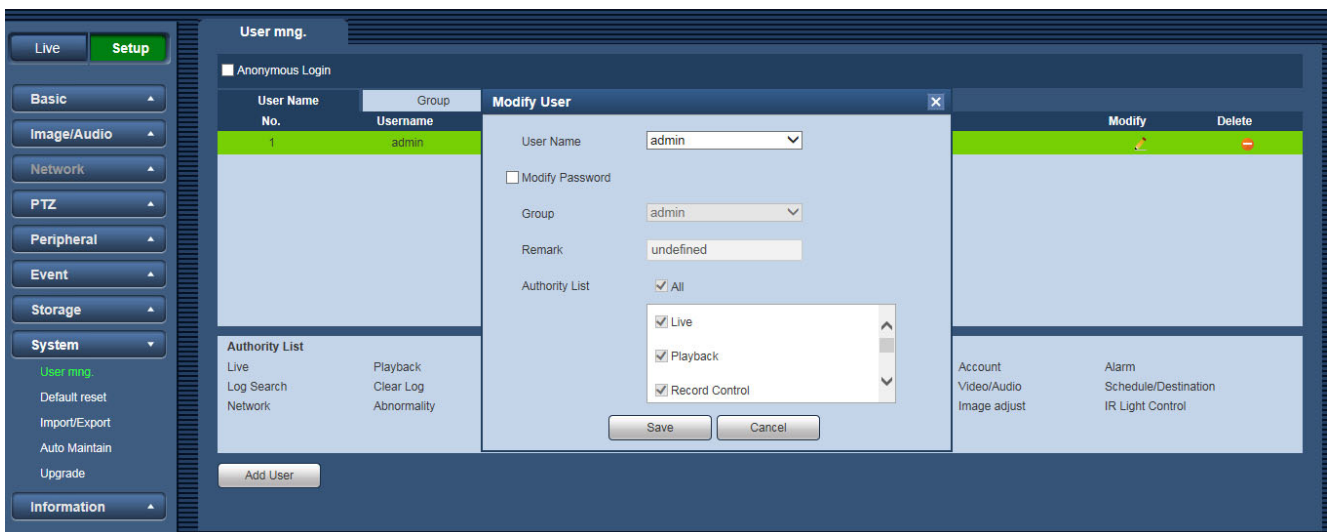 Live Setup
Basic
Image/Audio
Network
PTZ
Peripheral
Event
Storage
System
User mng.
Default reset
Import/Export
Auto Maintain
Upgrade
Information
User mng.
Anonymous Login
User Name Group
No. Username Modify Delete
1 admin
Authority List
Live Playback Account Alarm
Log Search Clear Log Video/Audio Schedule/Destination
Network Abnormality Image adjust IR Light Control
Add User
Modify User
User Name admin
Modify Password
Group admin
Remark undefined
Authority List All
Live
Playback
Record Control
Save Cancel